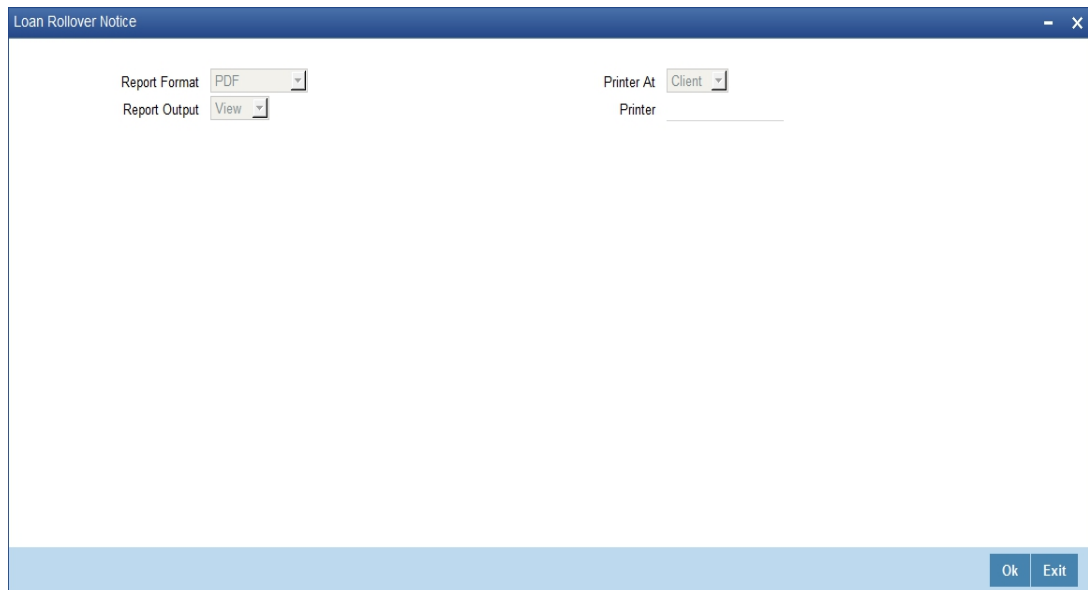 Loan Rollover Notice
Report Format PDF Printer At Client
Report Output View Printer
Ok Exit